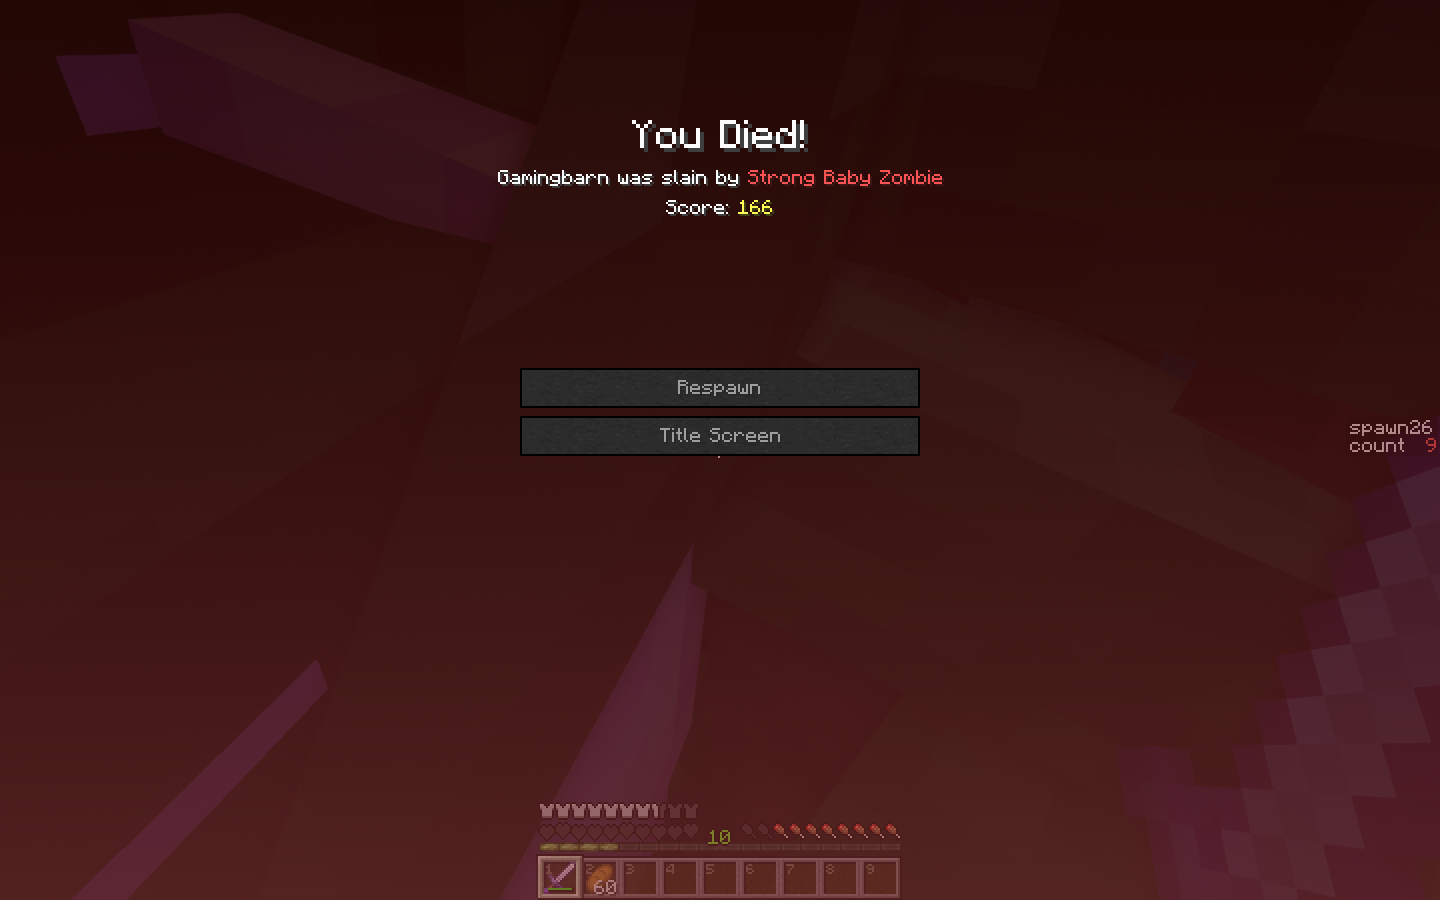 You Died!
Gamingbarn was slain by Strong Baby Zombie
Score: 166
Respawn
Title Screen
spawn26
count 9
10
1 2 3 4 5 6 7 8 9
60